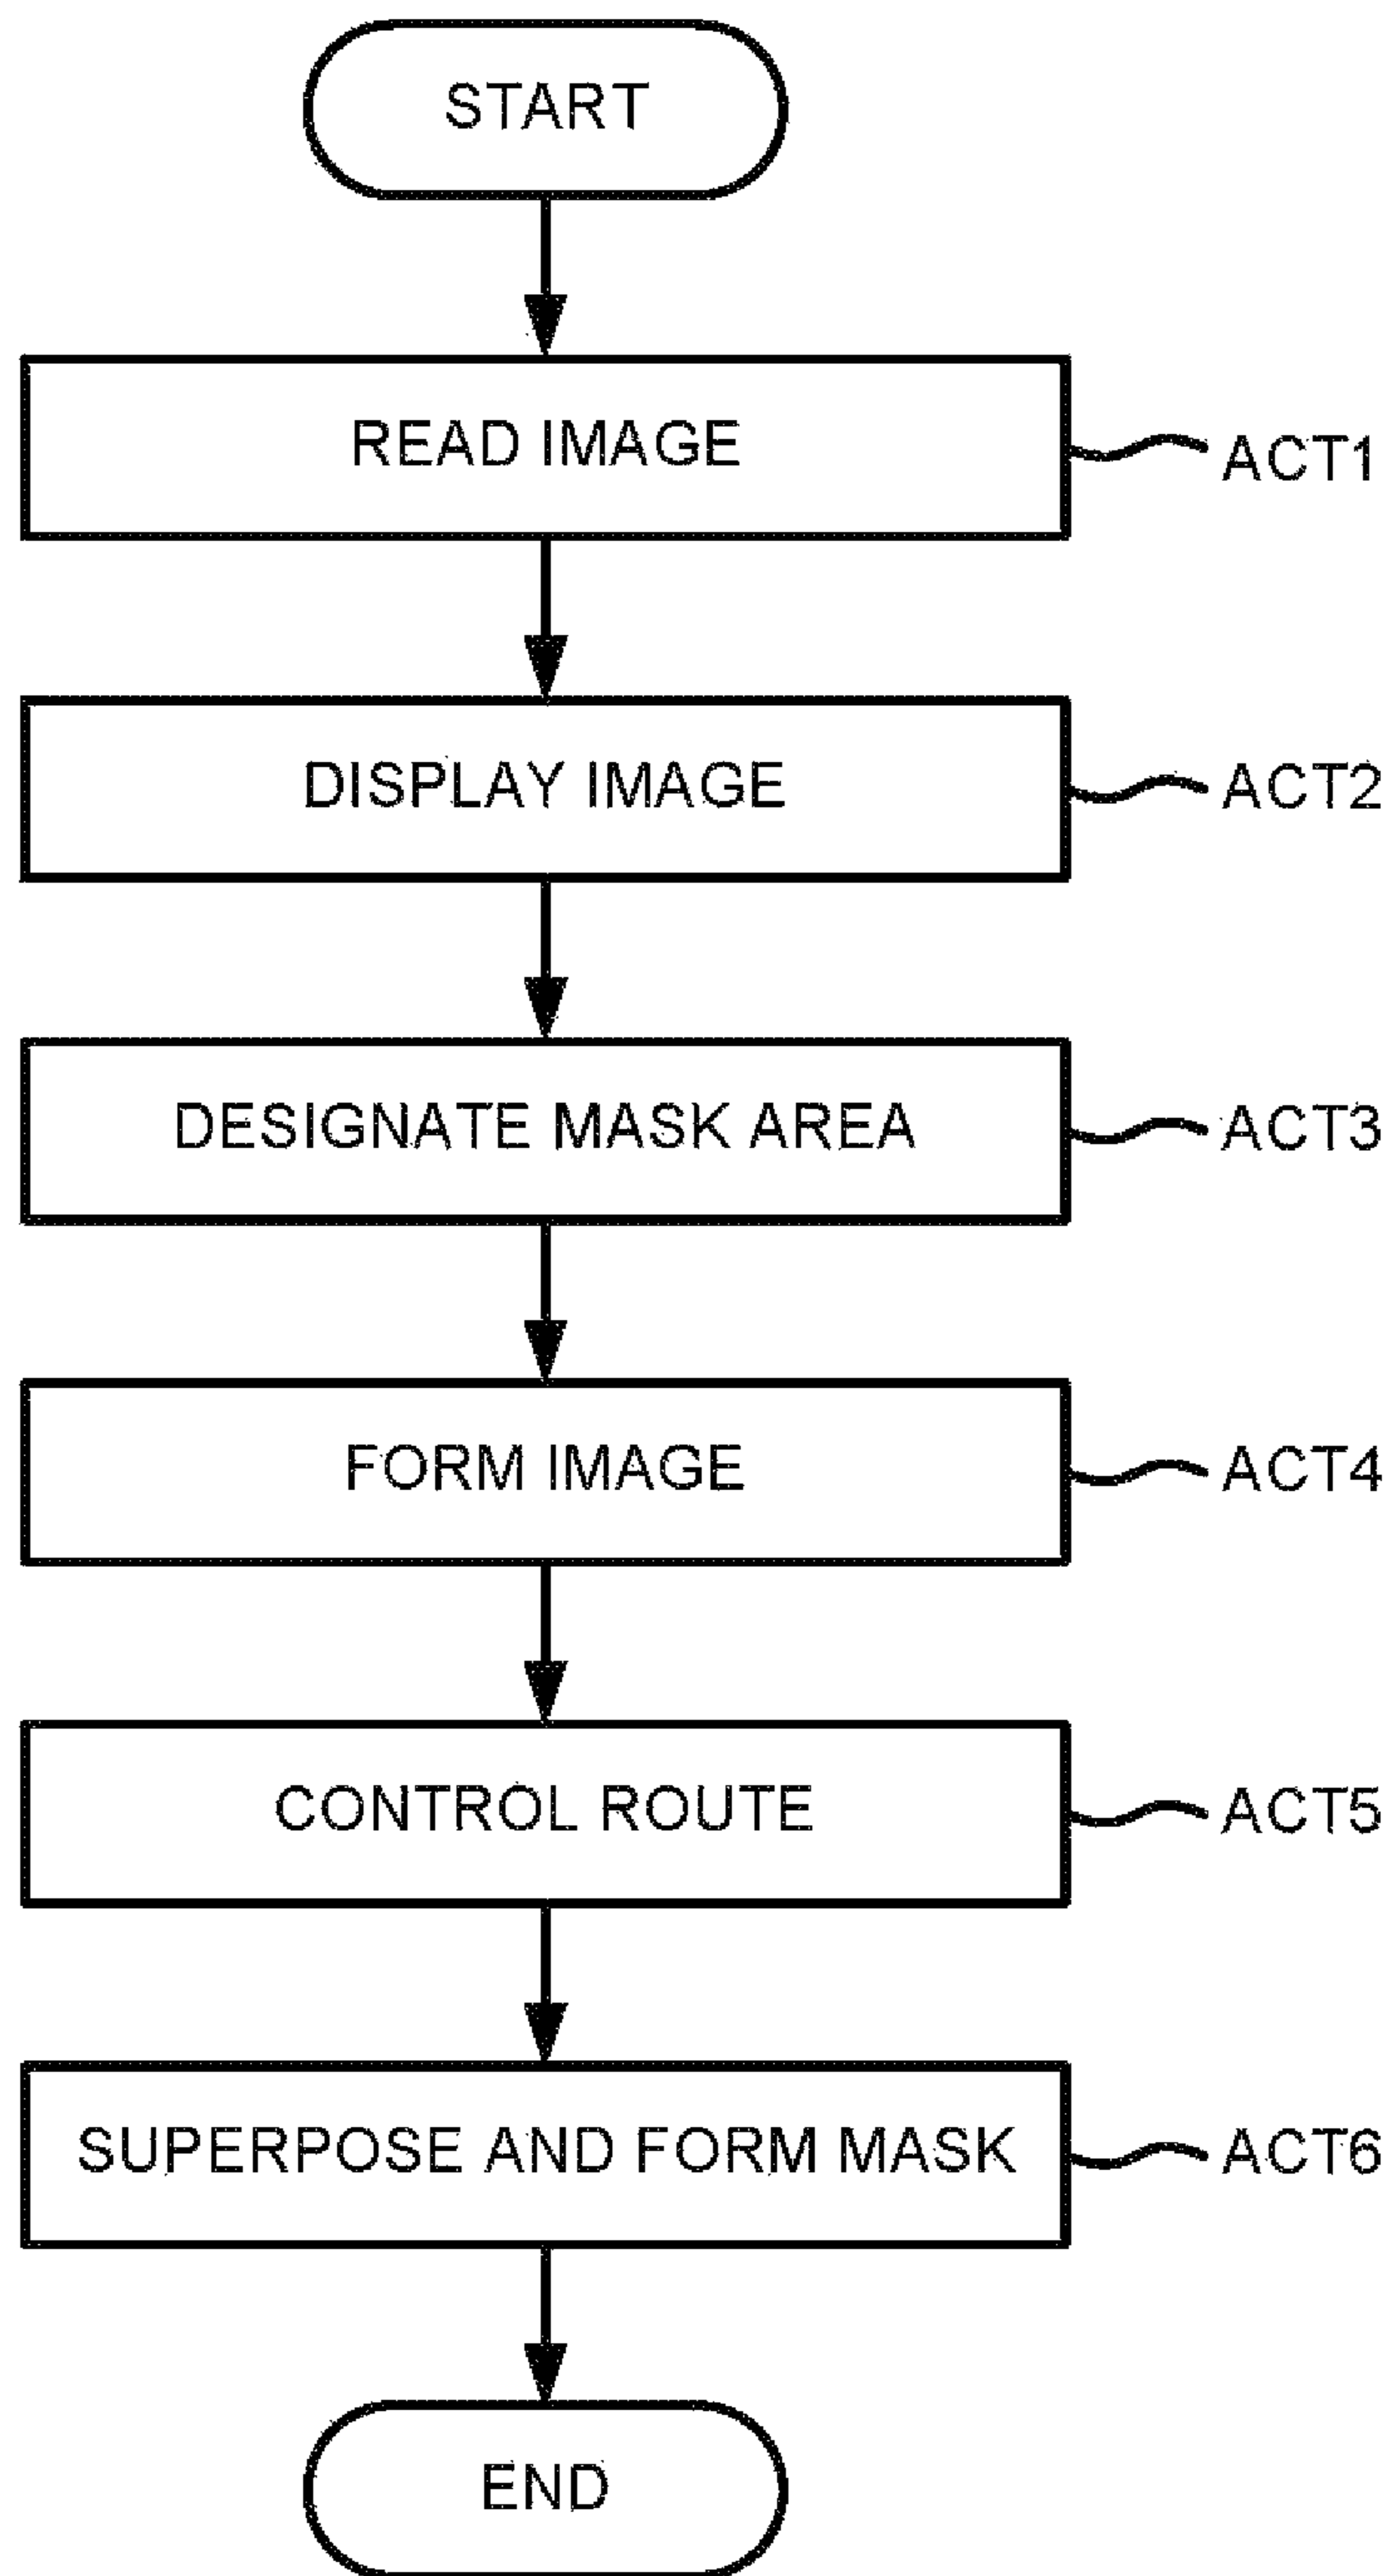 START
READ IMAGE
ACT1
DISPLAY IMAGE
ACT2
DESIGNATE MASK AREA
ACT3
FORM IMAGE
ACT4
CONTROL ROUTE
ACT5
SUPERPOSE AND FORM MASK
ACT6
END